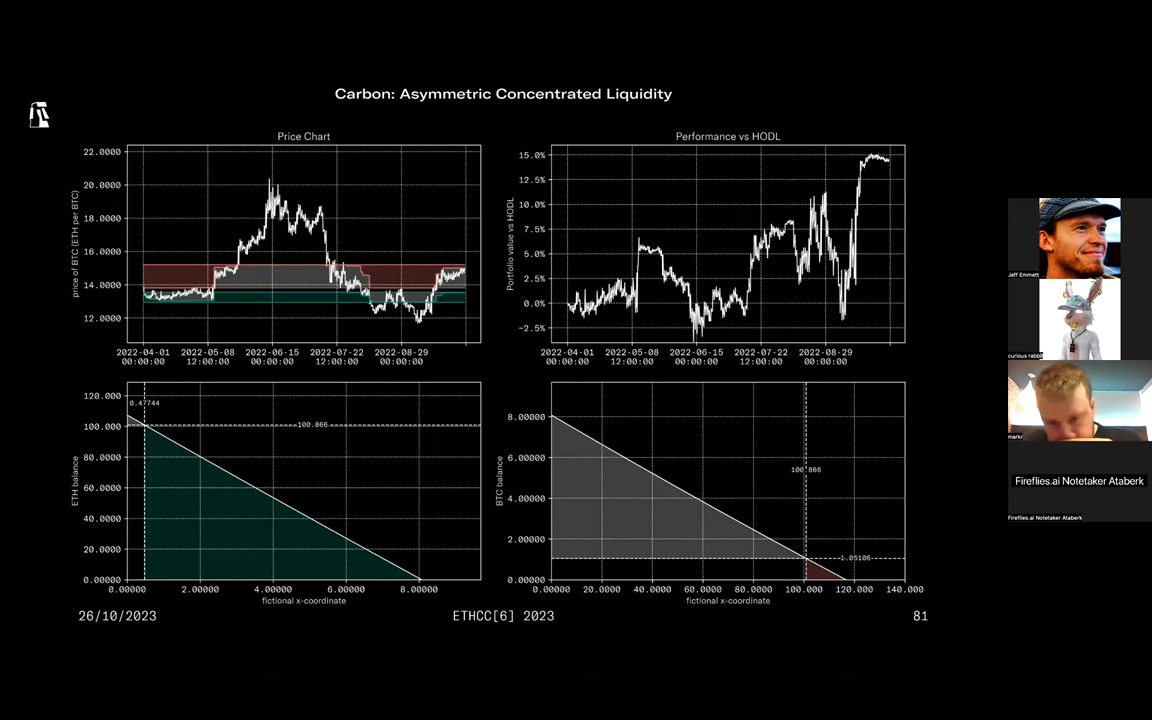 Carbon: Asymmetric Concentrated Liquidity
Price Chart
price of BTC (ETH per BTC)
22.0000
20.0000
18.0000
16.0000
14.0000
12.0000
2022-04-01 00:00:00
2022-05-08 12:00:00
2022-06-15 00:00:00
2022-07-22 12:00:00
2022-08-29 00:00:00
Performance vs HODL
Portfolio value vs HODL
15.0%
12.5%
10.0%
7.5%
5.0%
2.5%
0.0%
-2.5%
2022-04-01 00:00:00
2022-05-08 12:00:00
2022-06-15 00:00:00
2022-07-22 12:00:00
2022-08-29 00:00:00
ETH balance
120.000
100.000
80.0000
60.0000
40.0000
20.0000
0.00000
0.47744
100.866
0.00000 2.00000 4.00000 6.00000 8.00000
fictional x-coordinate
BTC balance
8.00000
6.00000
4.00000
2.00000
0.00000
100.866
1.05106
0.00000 20.0000 40.0000 60.0000 80.0000 100.000 120.000 140.000
fictional x-coordinate
26/10/2023
ETHCC[6] 2023
81
Jeff Emmett
curious rabbit
markr
Fireflies.ai Notetaker Ataberk
Fireflies.ai Notetaker Ataberk